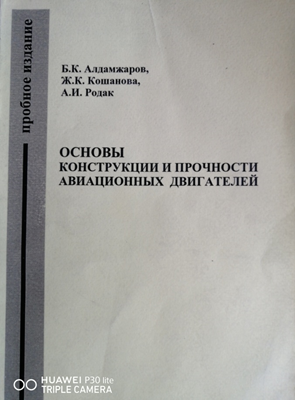 пробное издание
Б.К. Алдамжаров,
Ж.К. Кошанова,
А.И. Родак
ОСНОВЫ
КОНСТРУКЦИИ И ПРОЧНОСТИ
АВИАЦИОННЫХ ДВИГАТЕЛЕЙ
HUAWEI P30 lite
TRIPLE CAMERA